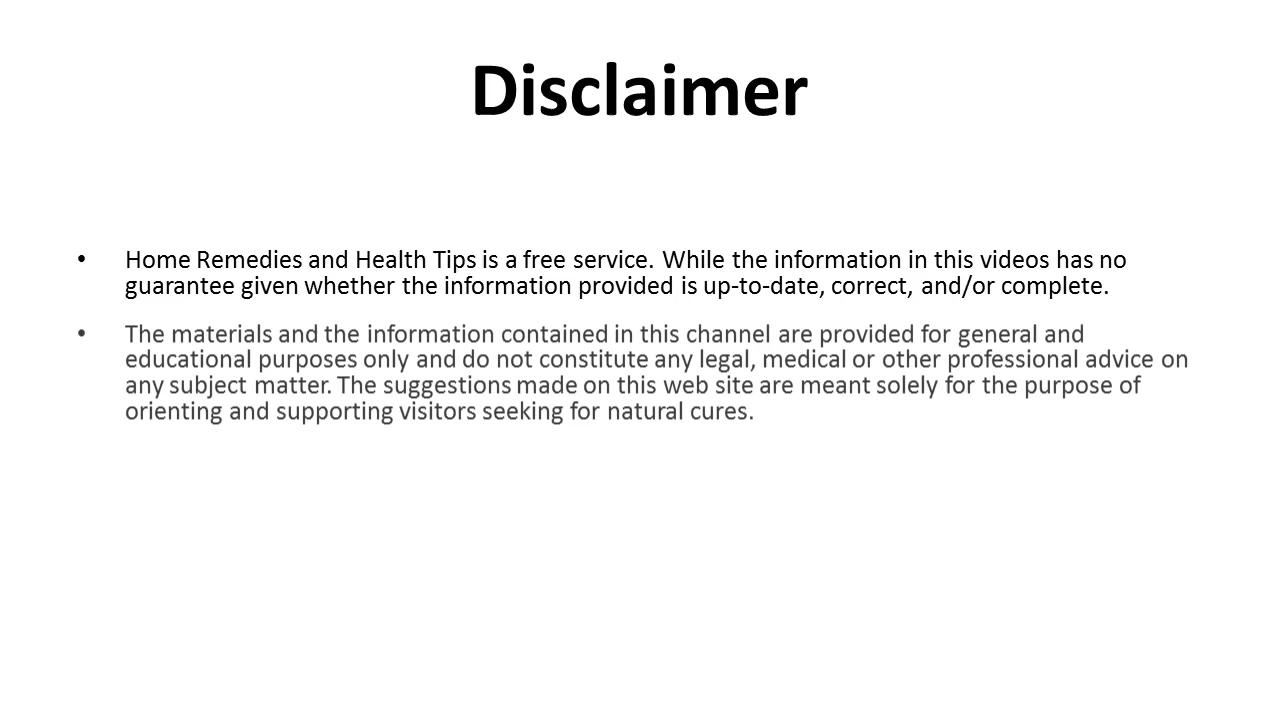 Disclaimer
• Home Remedies and Health Tips is a free service. While the information in this videos has no
guarantee given whether the information provided is up-to-date, correct, and/or complete.
• The materials and the information contained in this channel are provided for general and
educational purposes only and do not constitute any legal, medical or other professional advice on
any subject matter. The suggestions made on this web site are meant solely for the purpose of
orienting and supporting visitors seeking for natural cures.